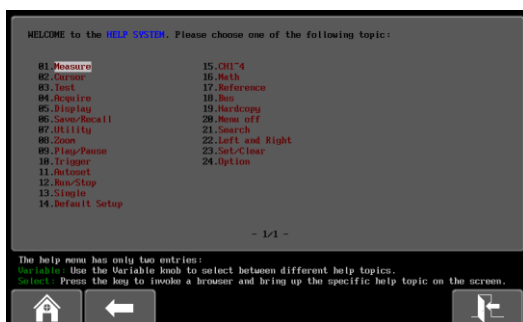 WELCOME to the HELP SYSTEM. Please choose one of the following topic:
01.Measure
02.Cursor
03.Test
04.Acquire
05.Display
06.Save/Recall
07.Utility
08.Zoom
09.Play/Pause
10.Trigger
11.Autoset
12.Run/Stop
13.Single
14.Default Setup
15.CH1~4
16.Math
17.Reference
18.Bus
19.Hardcopy
20.Menu off
21.Search
22.Left and Right
23.Set/Clear
24.Option
- 1/1 -
The help menu has only two entries:
Variable: Use the Variable knob to select between different help topics.
Select: Press the key to invoke a browser and bring up the specific help topic on the screen.